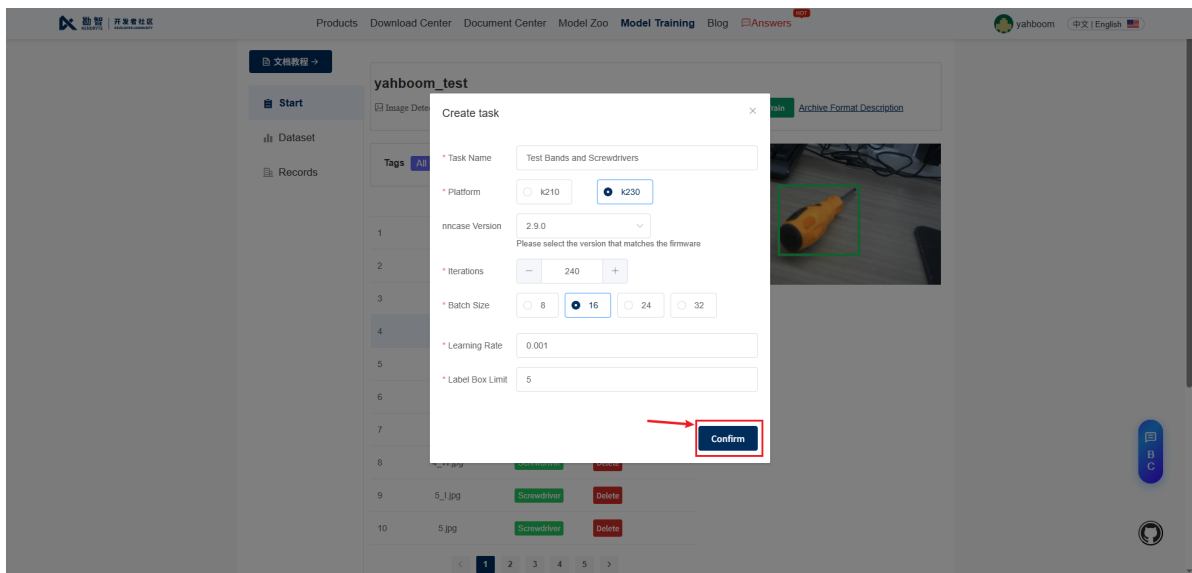 勘智 | 开发者社区
KENDRYTE DEVELOPER COMMUNITY
Products Download Center Document Center Model Zoo Model Training Blog Answers HOT
yahboom 中文 | English
文档教程 →
Start
Dataset
Records
yahboom_test
Image Dete
rain Archive Format Description
Tags All
Create task ×
* Task Name Test Bands and Screwdrivers
* Platform k210 k230
nncase Version 2.9.0
Please select the version that matches the firmware
* Iterations − 240 +
* Batch Size 8 16 24 32
* Learning Rate 0.001
* Label Box Limit 5
Confirm
1
2
3
4
5
6
7
8 Screwdriver Delete
9 5_l.jpg Screwdriver Delete
10 5.jpg Screwdriver Delete
< 1 2 3 4 5 >
B
C